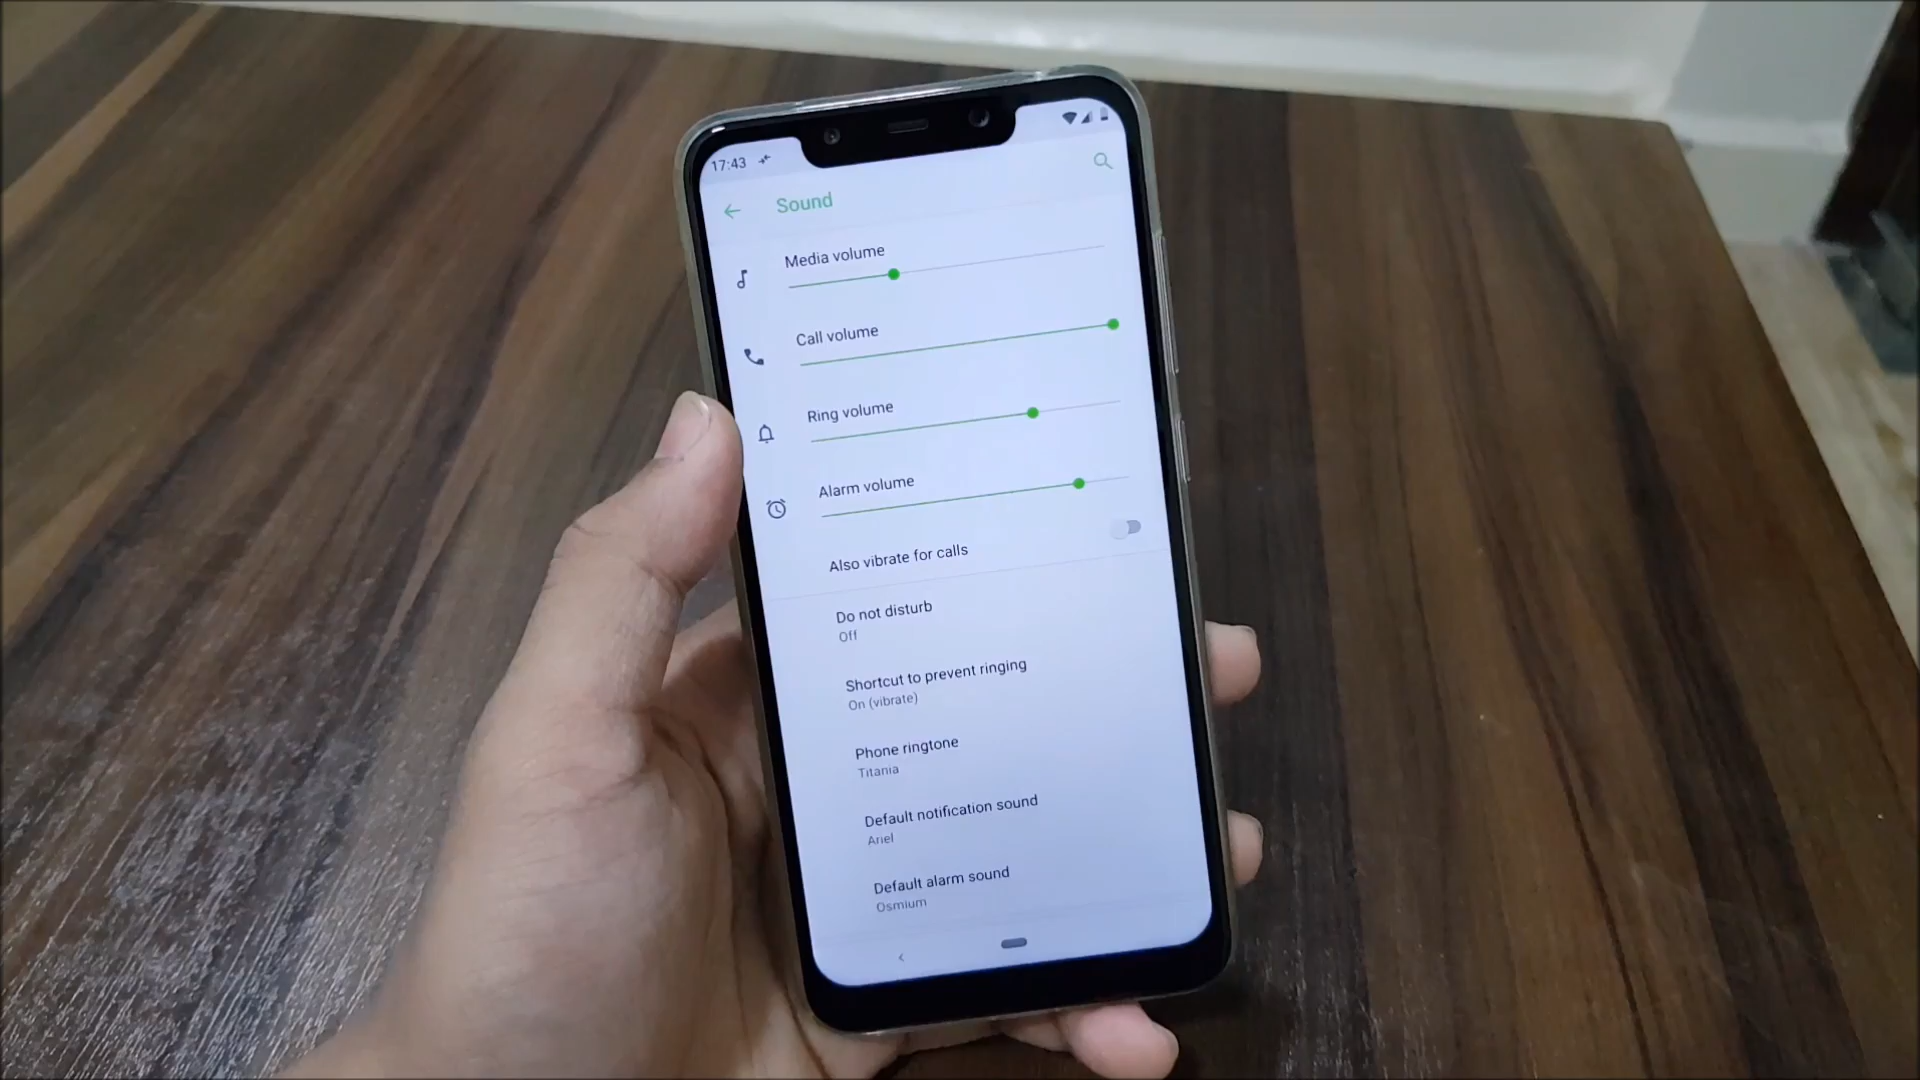 17:43
Sound
Media volume
Call volume
Ring volume
Alarm volume
Also vibrate for calls
Do not disturb
Off
Shortcut to prevent ringing
On (vibrate)
Phone ringtone
Titania
Default notification sound
Ariel
Default alarm sound
Osmium